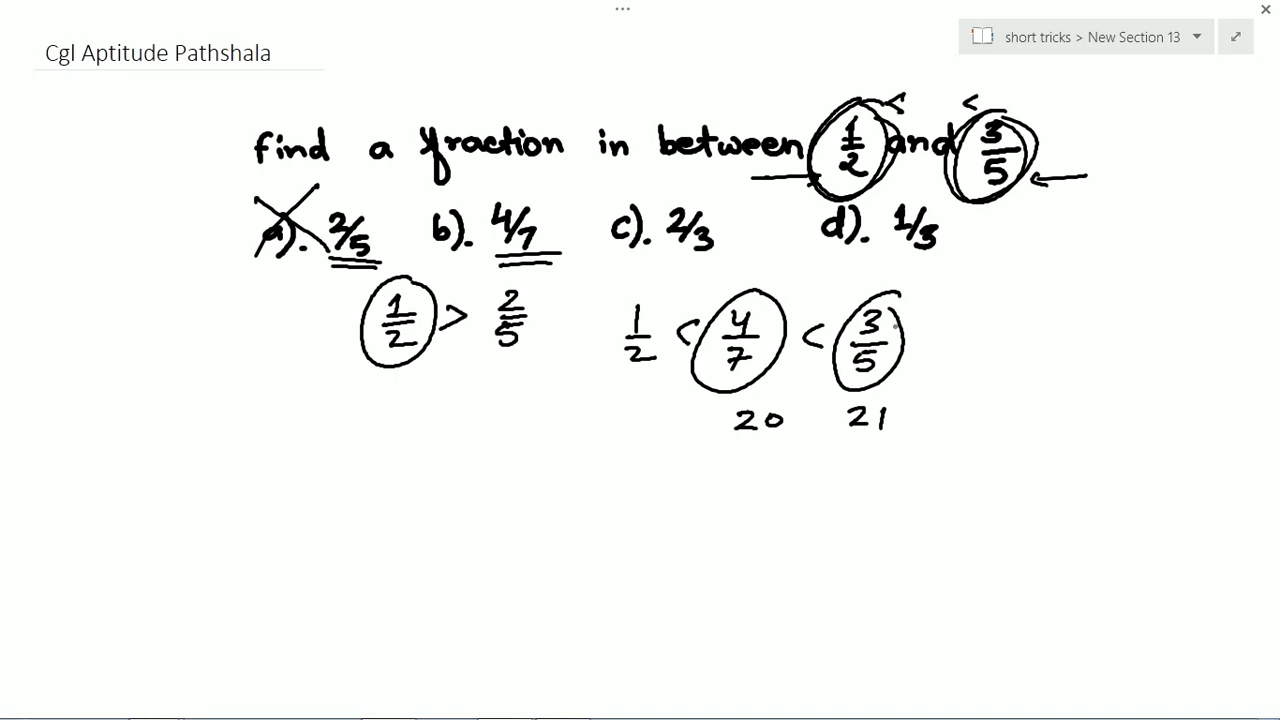 ...
Cgl Aptitude Pathshala
short tricks > New Section 13
< <
find a fraction in between 1/2 and 3/5
a). 2/5 b). 4/7 c). 2/3 d). 1/3
1/2 > 2/5 1/2 < 4/7 < 3/5
20 21